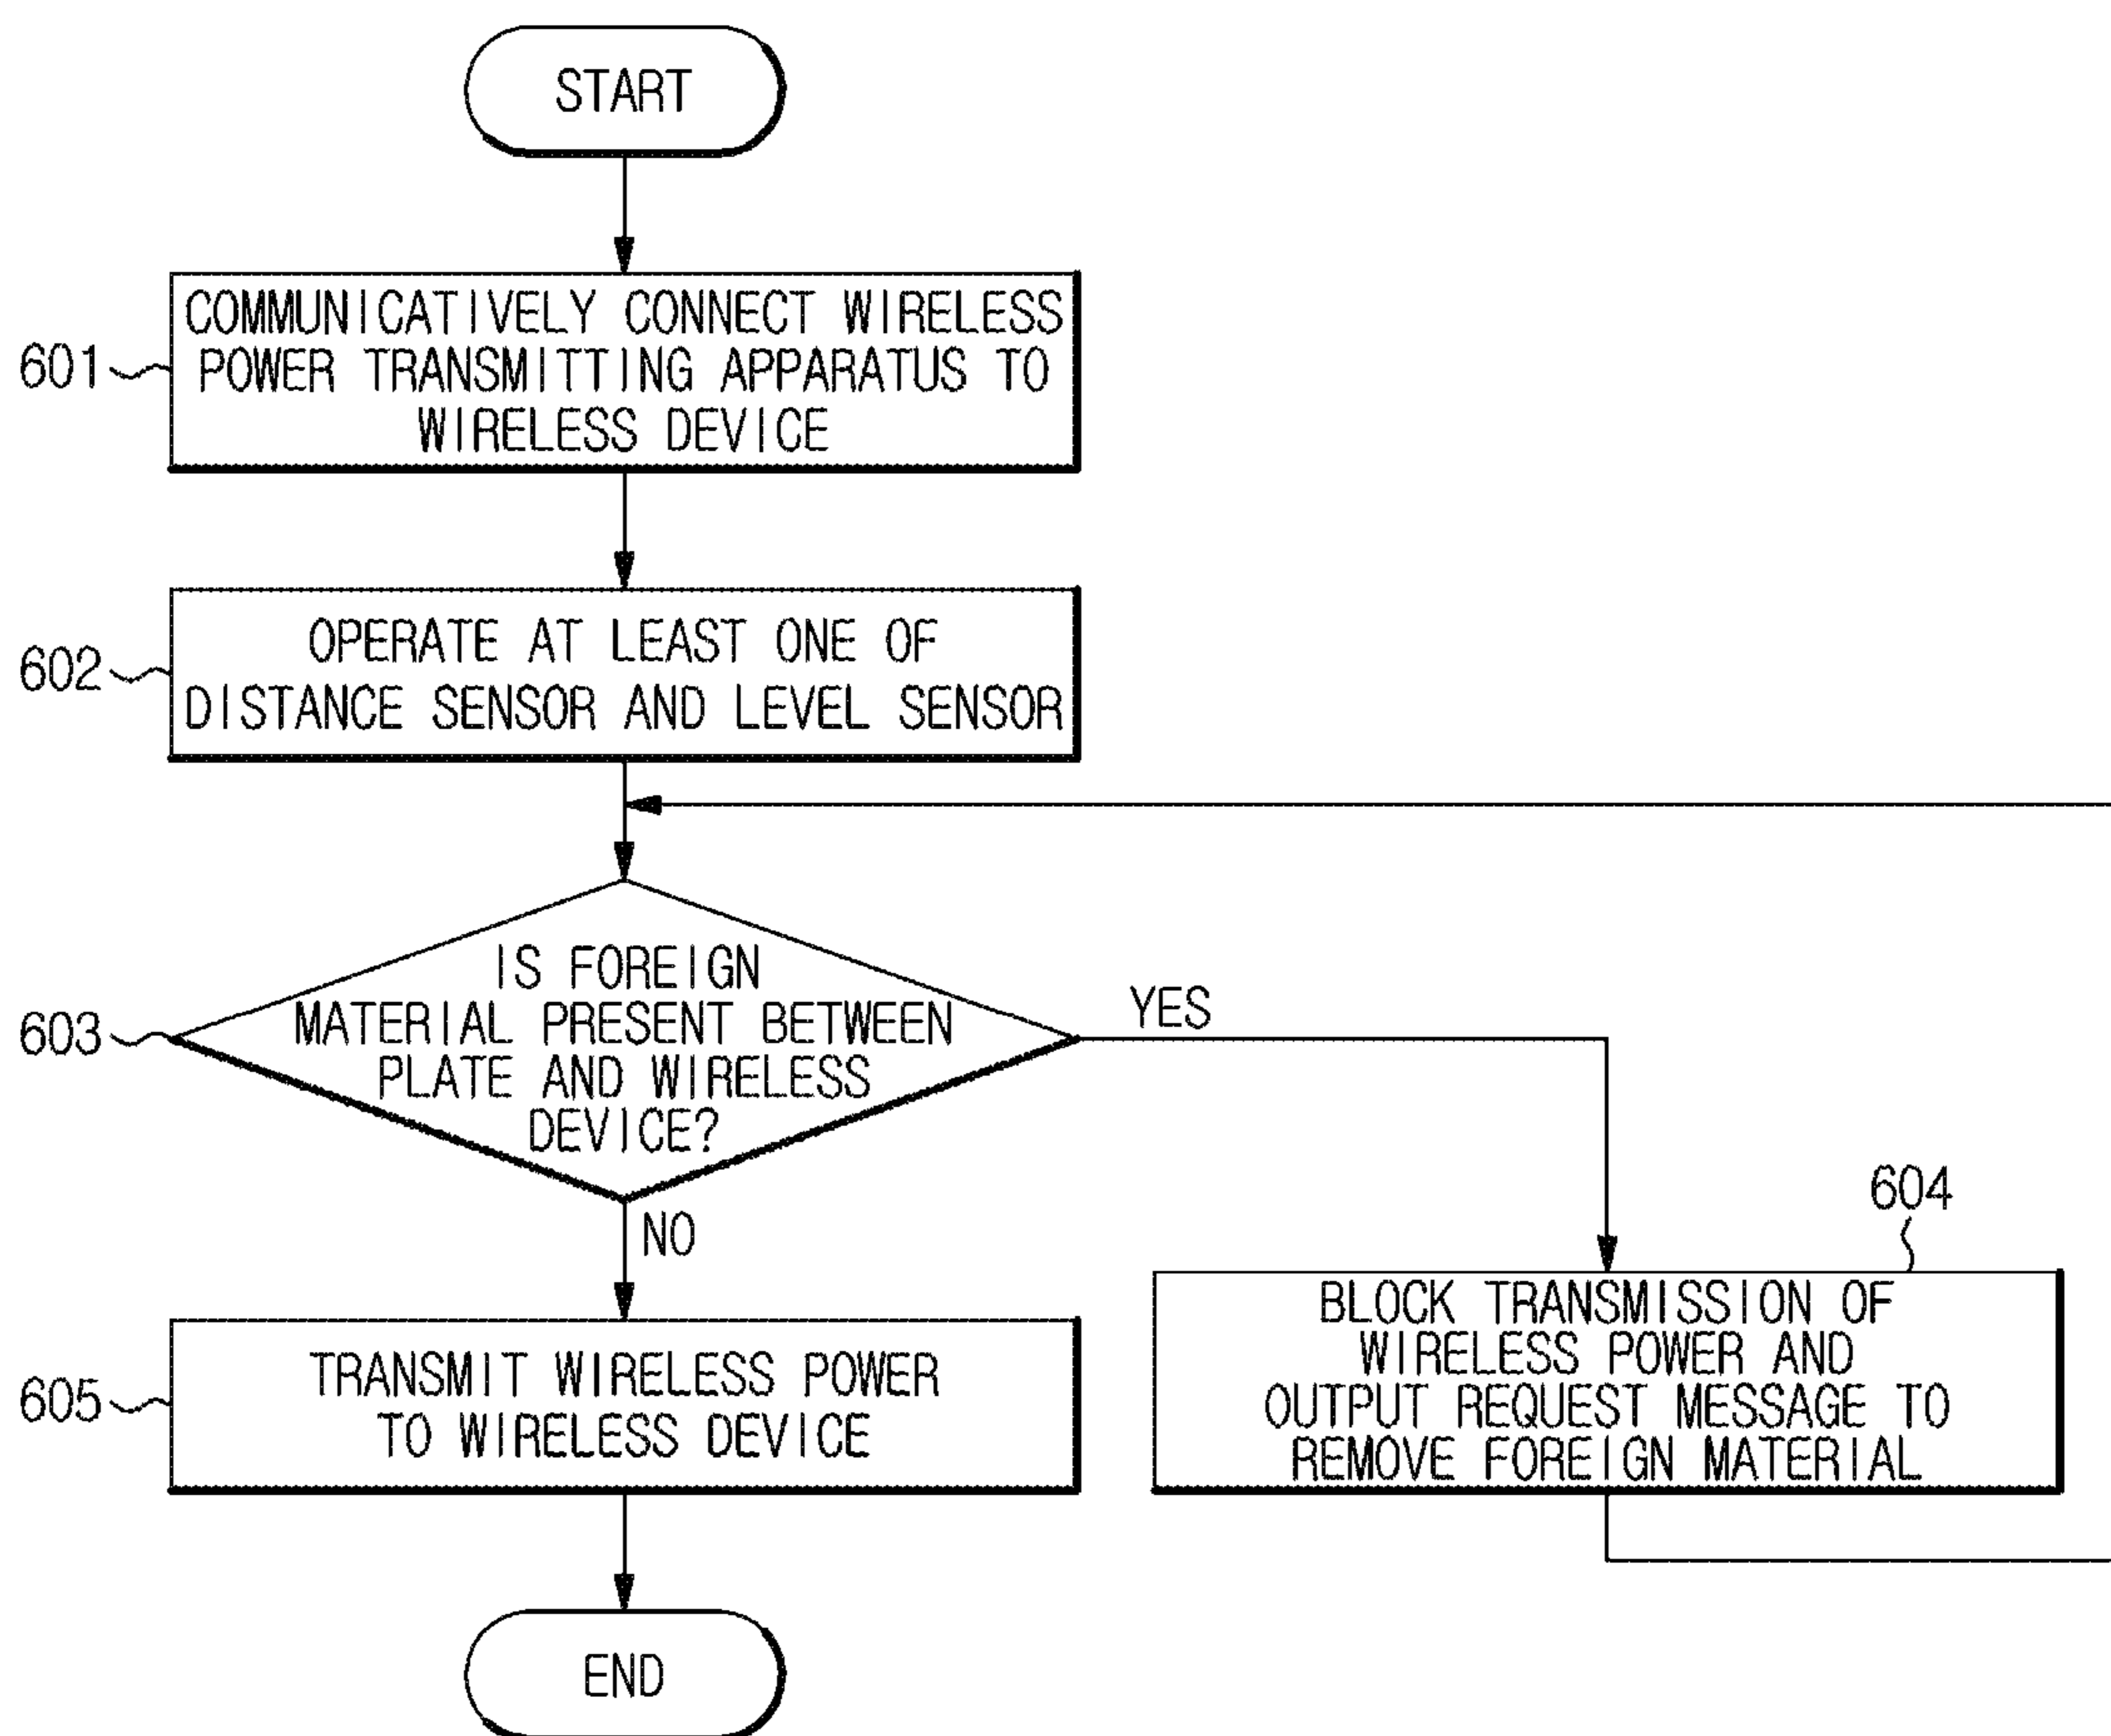 START
COMMUNICATIVELY CONNECT WIRELESS
POWER TRANSMITTING APPARATUS TO
WIRELESS DEVICE
601
OPERATE AT LEAST ONE OF
DISTANCE SENSOR AND LEVEL SENSOR
602
IS FOREIGN
MATERIAL PRESENT BETWEEN
PLATE AND WIRELESS
DEVICE?
603
YES
NO
604
BLOCK TRANSMISSION OF
WIRELESS POWER AND
OUTPUT REQUEST MESSAGE TO
REMOVE FOREIGN MATERIAL
TRANSMIT WIRELESS POWER
TO WIRELESS DEVICE
605
END